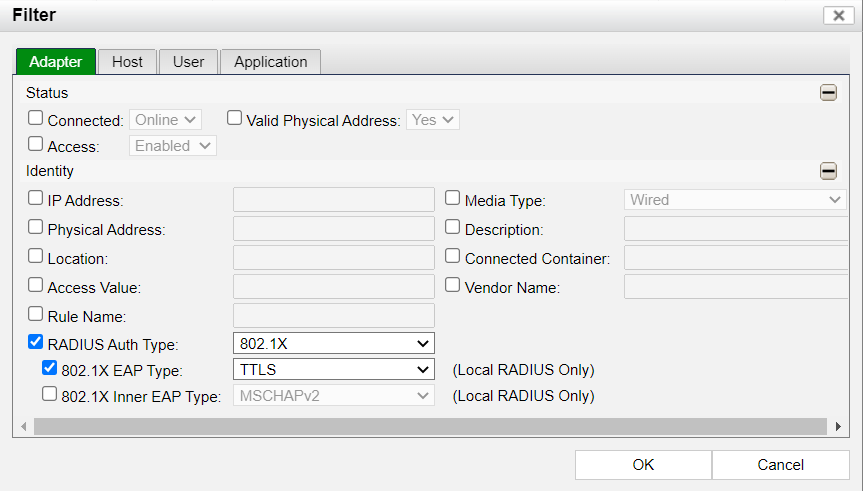 Filter
Adapter Host User Application
Status
Connected: Online Valid Physical Address: Yes
Access: Enabled
Identity
IP Address: Media Type: Wired
Physical Address: Description:
Location: Connected Container:
Access Value: Vendor Name:
Rule Name:
RADIUS Auth Type: 802.1X
802.1X EAP Type: TTLS (Local RADIUS Only)
802.1X Inner EAP Type: MSCHAPv2 (Local RADIUS Only)
OK Cancel